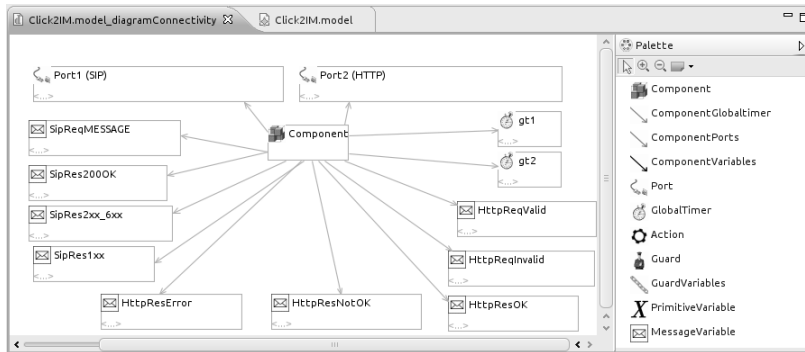 Click2IM.model_diagramConnectivity
Click2IM.model
Palette
Port1 (SIP)
<...>
Port2 (HTTP)
<...>
Component
SipReqMESSAGE
<...>
gt1
<...>
SipRes200OK
<...>
gt2
<...>
SipRes2xx_6xx
<...>
HttpReqValid
<...>
SipRes1xx
<...>
HttpReqInvalid
<...>
HttpResError
<...>
HttpResNotOK
<...>
HttpResOK
<...>
Component
ComponentGlobaltimer
ComponentPorts
ComponentVariables
Port
GlobalTimer
Action
Guard
GuardVariables
X PrimitiveVariable
MessageVariable